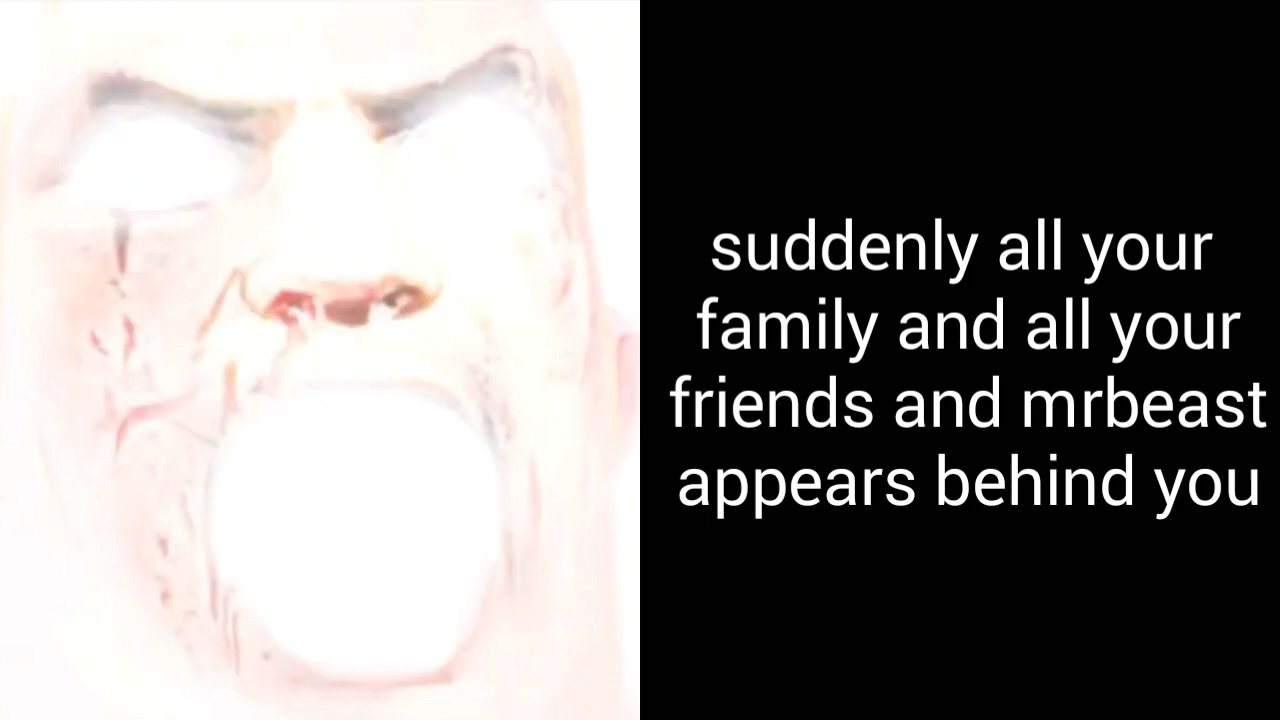 suddenly all your
family and all your
friends and mrbeast
appears behind you